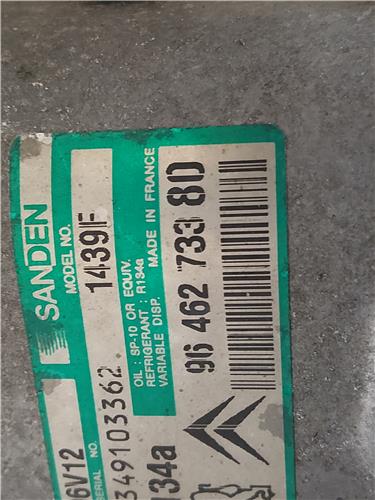 SANDEN
MODEL NO.
1439F
OIL : SP-10 OR EQUIV.
REFRIGERANT : R134a
VARIABLE DISP.
MADE IN FRANCE
96 462 733 80
6V12
SERIAL NO.
349103362
134a